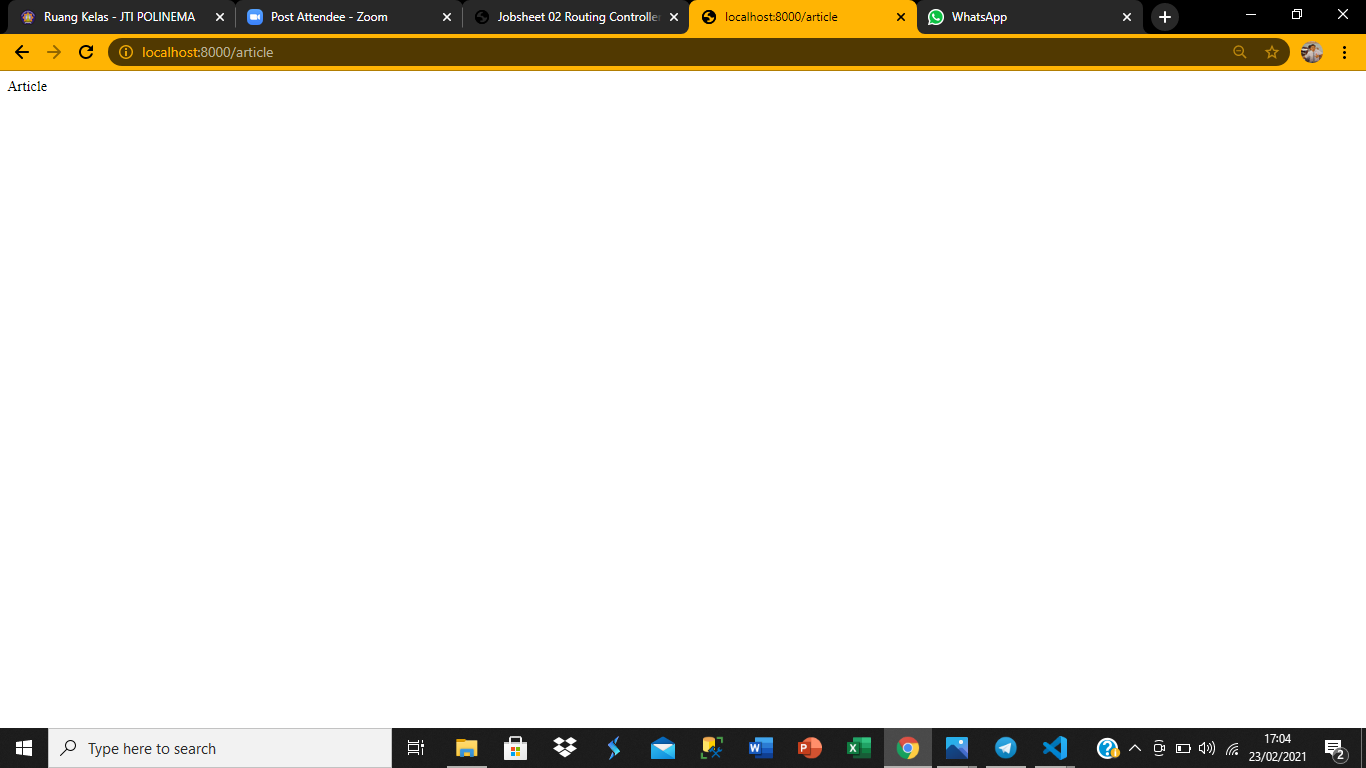 Ruang Kelas - JTI POLINEMA
Post Attendee - Zoom
Jobsheet 02 Routing Controller
localhost:8000/article
WhatsApp
localhost:8000/article
Article
Type here to search
17:04
23/02/2021
2